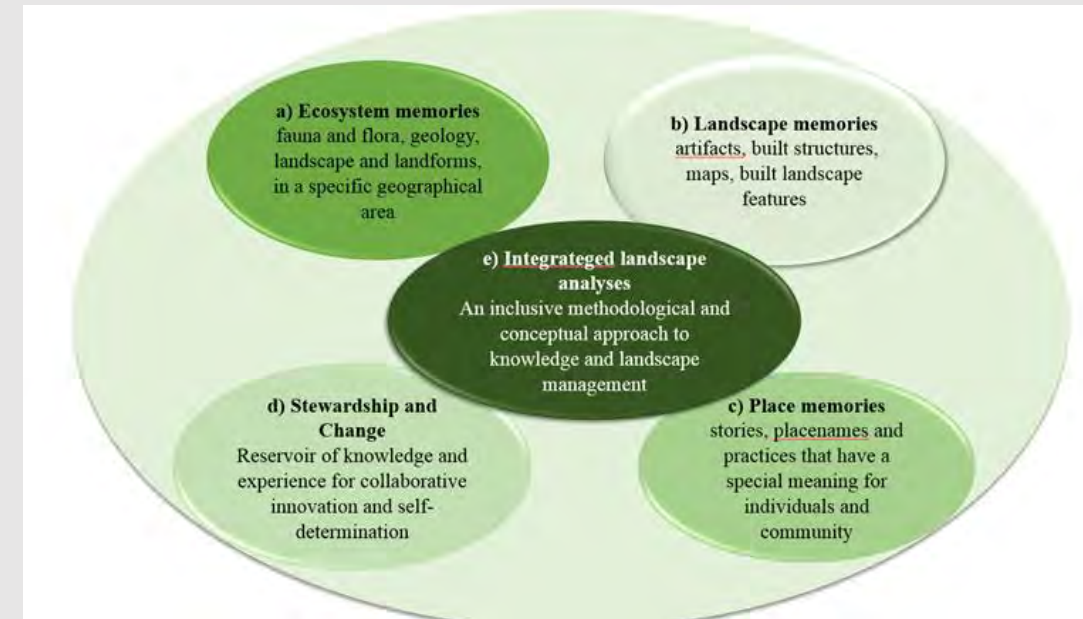 a) Ecosystem memories
fauna and flora, geology,
landscape and landforms,
in a specific geographical
area
b) Landscape memories
artifacts, built structures,
maps, built landscape
features
e) Integrateged landscape
analyses
An inclusive methodological and
conceptual approach to
knowledge and landscape
management
d) Stewardship and
Change
Reservoir of knowledge and
experience for collaborative
innovation and self-
determination
c) Place memories
stories, placenames and
practices that have a
special meaning for
individuals and
community